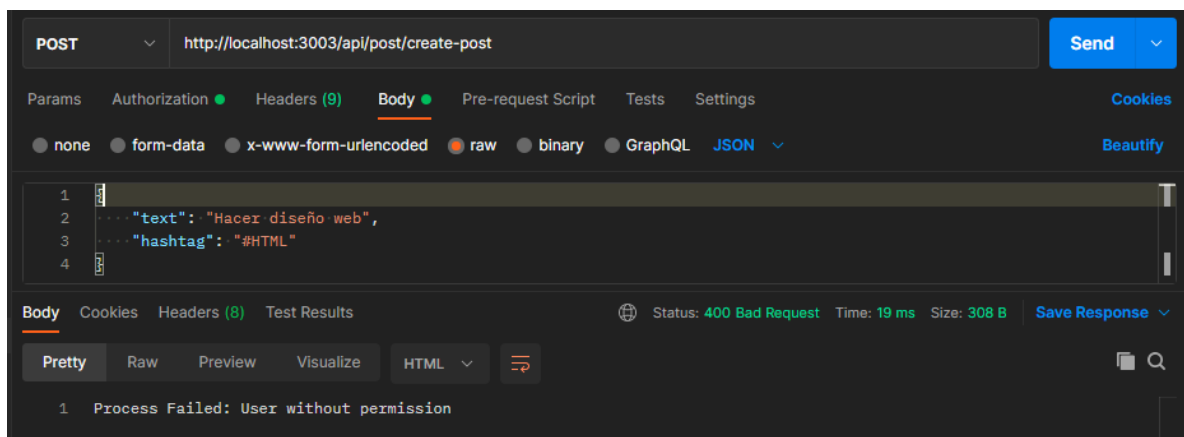 POST http://localhost:3003/api/post/create-post Send
Params Authorization Headers (9) Body Pre-request Script Tests Settings Cookies
none form-data x-www-form-urlencoded raw binary GraphQL JSON Beautify
1 {
2 ····"text":·"Hacer·diseño·web",
3 ····"hashtag":·"#HTML"
4 }
Body Cookies Headers (8) Test Results Status: 400 Bad Request Time: 19 ms Size: 308 B Save Response
Pretty Raw Preview Visualize HTML
1 Process Failed: User without permission